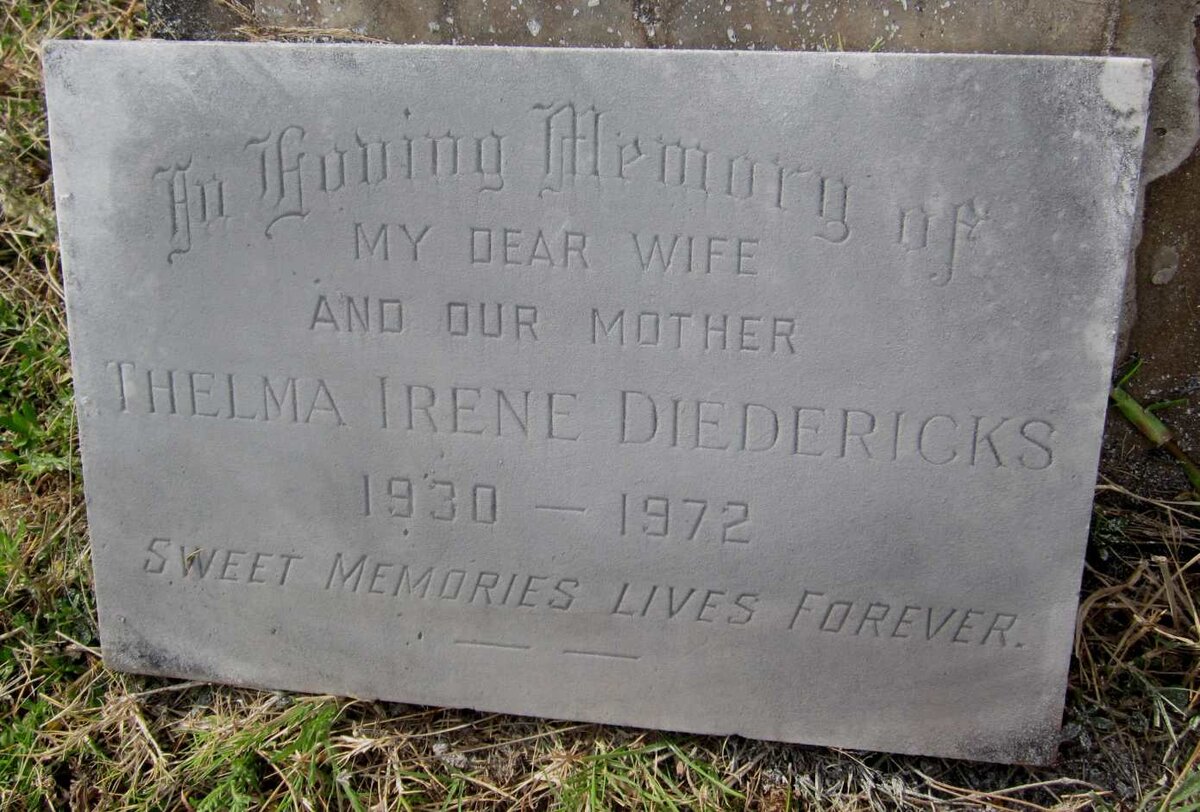 In Loving Memory of
MY DEAR WIFE
AND OUR MOTHER
THELMA IRENE DIEDERICKS
1930 — 1972
SWEET MEMORIES LIVES FOREVER.